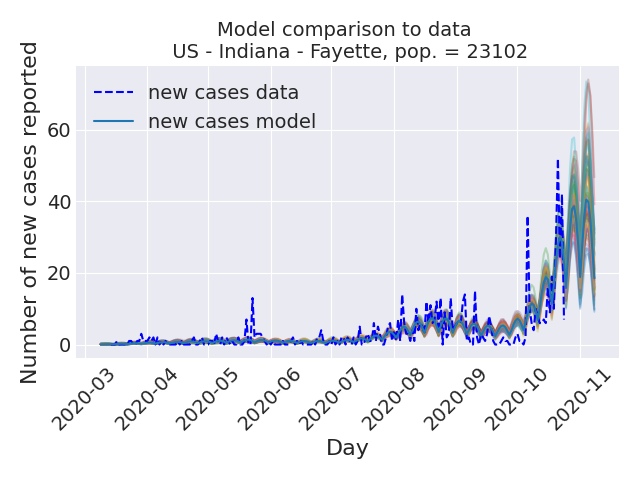 Model comparison to data
US - Indiana - Fayette, pop. = 23102
new cases data
new cases model
Number of new cases reported
60
40
20
0
2020-03
2020-04
2020-05
2020-06
2020-07
2020-08
2020-09
2020-10
2020-11
Day